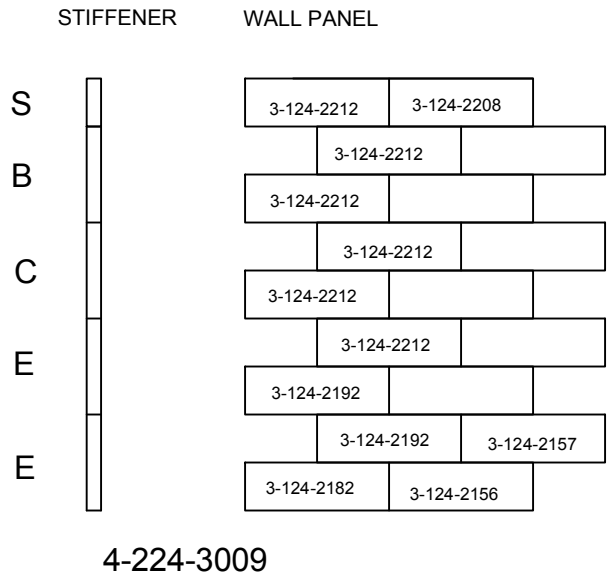 STIFFENER WALL PANEL
S 3-124-2212 3-124-2208
B 3-124-2212
3-124-2212
C 3-124-2212
3-124-2212
E 3-124-2212
3-124-2192
E 3-124-2192 3-124-2157
3-124-2182 3-124-2156
4-224-3009